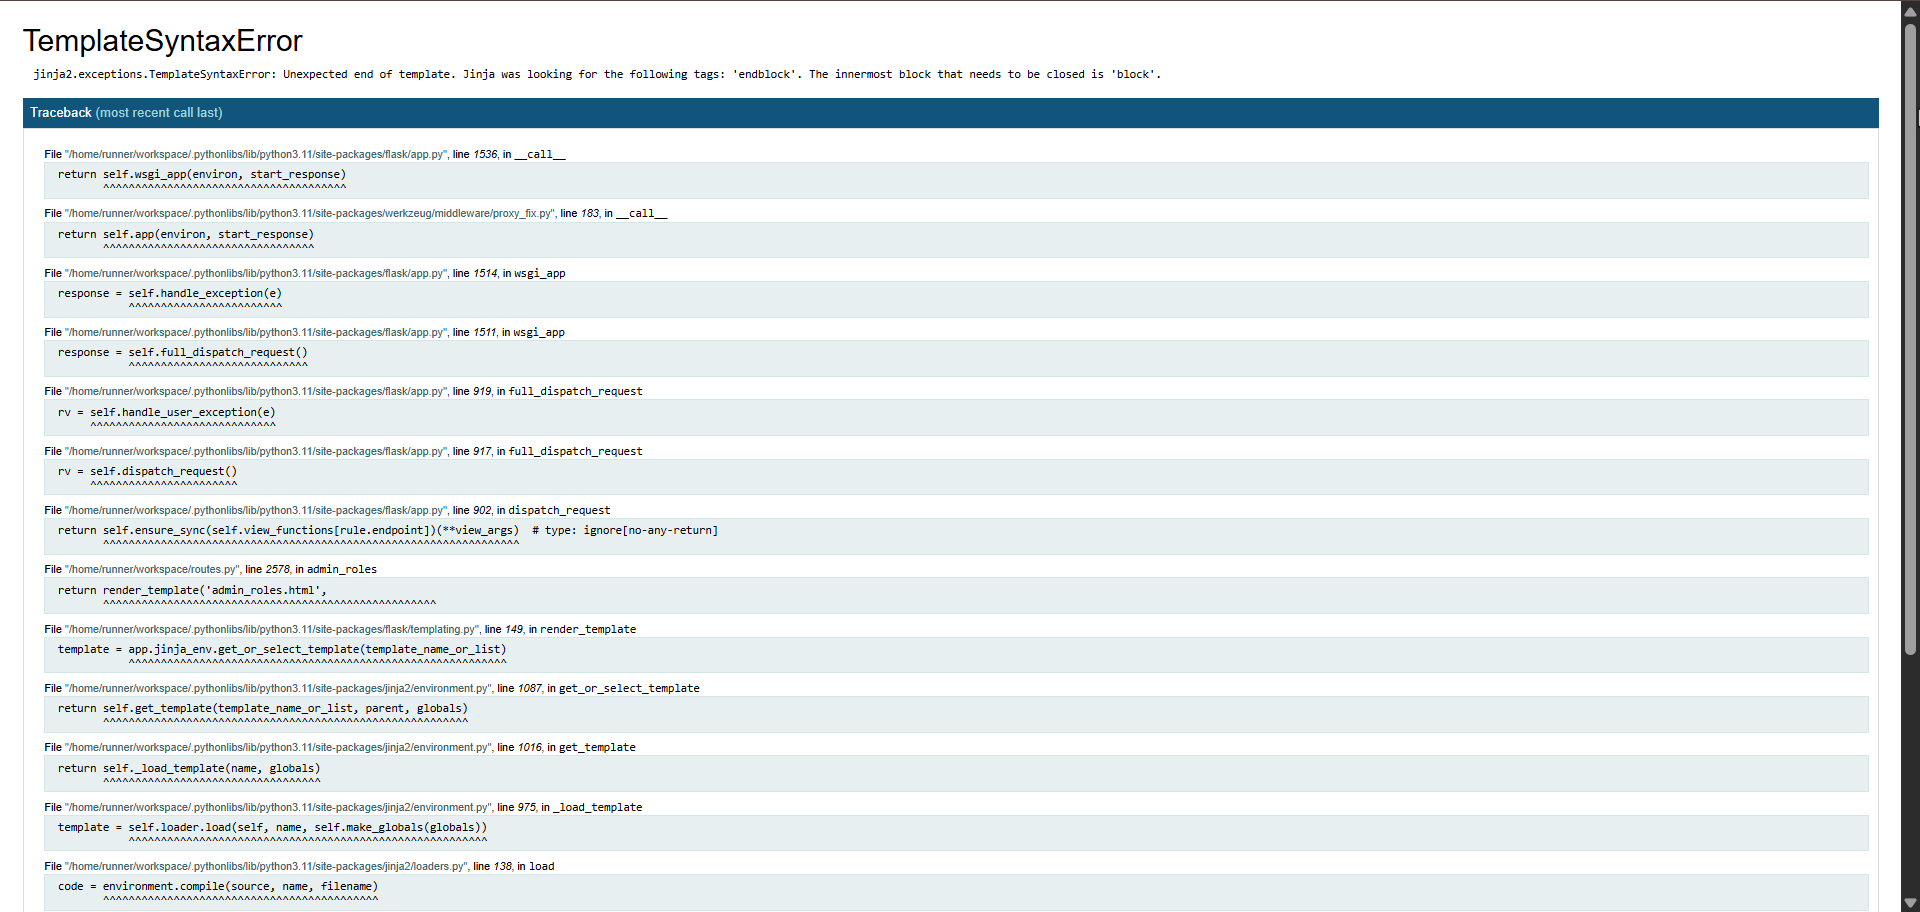 TemplateSyntaxError
jinja2.exceptions.TemplateSyntaxError: Unexpected end of template. Jinja was looking for the following tags: 'endblock'. The innermost block that needs to be closed is 'block'.
Traceback (most recent call last)
File "/home/runner/workspace/.pythonlibs/lib/python3.11/site-packages/flask/app.py", line 1536, in __call__
return self.wsgi_app(environ, start_response)
^^^^^^^^^^^^^^^^^^^^^^^^^^^^^^^^^^^^^^
File "/home/runner/workspace/.pythonlibs/lib/python3.11/site-packages/werkzeug/middleware/proxy_fix.py", line 183, in __call__
return self.app(environ, start_response)
^^^^^^^^^^^^^^^^^^^^^^^^^^^^^^^^^
File "/home/runner/workspace/.pythonlibs/lib/python3.11/site-packages/flask/app.py", line 1514, in wsgi_app
response = self.handle_exception(e)
^^^^^^^^^^^^^^^^^^^^^^^^
File "/home/runner/workspace/.pythonlibs/lib/python3.11/site-packages/flask/app.py", line 1511, in wsgi_app
response = self.full_dispatch_request()
^^^^^^^^^^^^^^^^^^^^^^^^^^^^
File "/home/runner/workspace/.pythonlibs/lib/python3.11/site-packages/flask/app.py", line 919, in full_dispatch_request
rv = self.handle_user_exception(e)
^^^^^^^^^^^^^^^^^^^^^^^^^^^^^
File "/home/runner/workspace/.pythonlibs/lib/python3.11/site-packages/flask/app.py", line 917, in full_dispatch_request
rv = self.dispatch_request()
^^^^^^^^^^^^^^^^^^^^^^^
File "/home/runner/workspace/.pythonlibs/lib/python3.11/site-packages/flask/app.py", line 902, in dispatch_request
return self.ensure_sync(self.view_functions[rule.endpoint])(**view_args)  # type: ignore[no-any-return]
^^^^^^^^^^^^^^^^^^^^^^^^^^^^^^^^^^^^^^^^^^^^^^^^^^^^^^^^^^^^^^^^^
File "/home/runner/workspace/routes.py", line 2578, in admin_roles
return render_template('admin_roles.html',
^^^^^^^^^^^^^^^^^^^^^^^^^^^^^^^^^^^^^^^^^^^^^^^^^^^^
File "/home/runner/workspace/.pythonlibs/lib/python3.11/site-packages/flask/templating.py", line 149, in render_template
template = app.jinja_env.get_or_select_template(template_name_or_list)
^^^^^^^^^^^^^^^^^^^^^^^^^^^^^^^^^^^^^^^^^^^^^^^^^^^^^^^^^^^
File "/home/runner/workspace/.pythonlibs/lib/python3.11/site-packages/jinja2/environment.py", line 1087, in get_or_select_template
return self.get_template(template_name_or_list, parent, globals)
^^^^^^^^^^^^^^^^^^^^^^^^^^^^^^^^^^^^^^^^^^^^^^^^^^^^^^^^^
File "/home/runner/workspace/.pythonlibs/lib/python3.11/site-packages/jinja2/environment.py", line 1016, in get_template
return self._load_template(name, globals)
^^^^^^^^^^^^^^^^^^^^^^^^^^^^^^^^^^
File "/home/runner/workspace/.pythonlibs/lib/python3.11/site-packages/jinja2/environment.py", line 975, in _load_template
template = self.loader.load(self, name, self.make_globals(globals))
^^^^^^^^^^^^^^^^^^^^^^^^^^^^^^^^^^^^^^^^^^^^^^^^^^^^^^^^
File "/home/runner/workspace/.pythonlibs/lib/python3.11/site-packages/jinja2/loaders.py", line 138, in load
code = environment.compile(source, name, filename)
^^^^^^^^^^^^^^^^^^^^^^^^^^^^^^^^^^^^^^^^^^^